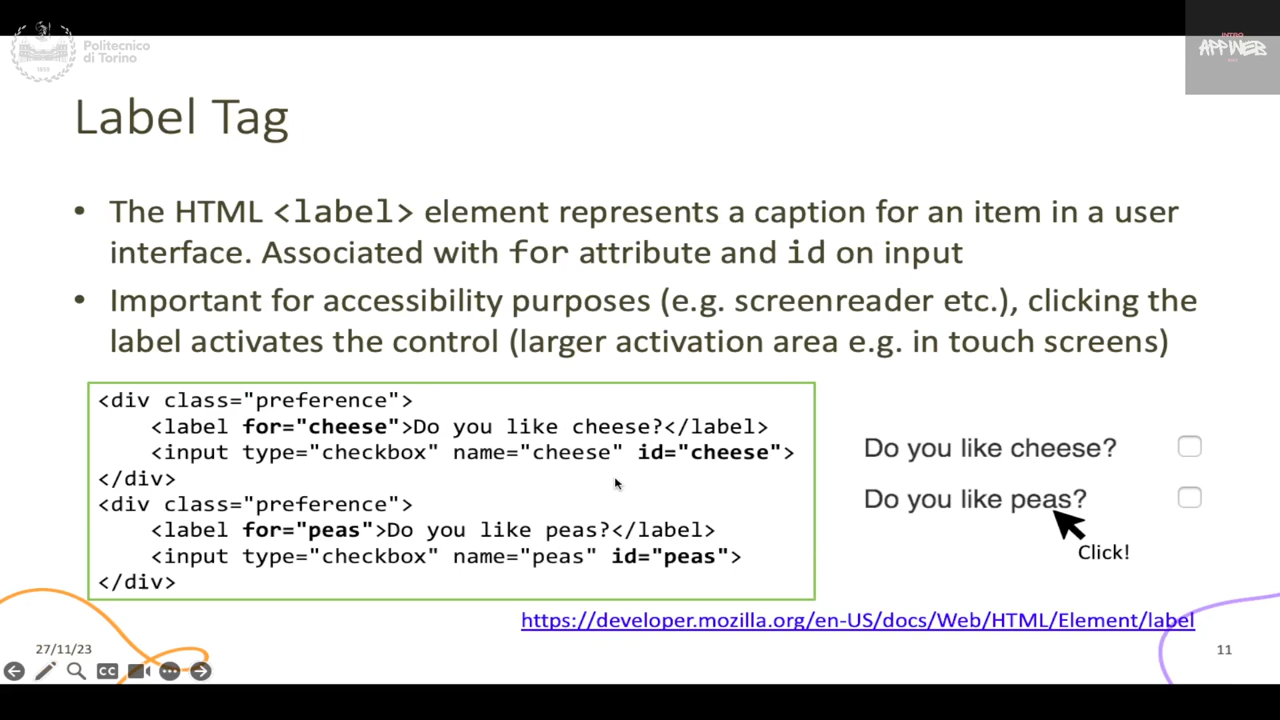 Politecnico
di Torino
INTRO
APPWEB
Label Tag
• The HTML <label> element represents a caption for an item in a user
interface. Associated with for attribute and id on input
• Important for accessibility purposes (e.g. screenreader etc.), clicking the
label activates the control (larger activation area e.g. in touch screens)
<div class="preference">
    <label for="cheese">Do you like cheese?</label>
    <input type="checkbox" name="cheese" id="cheese">
</div>
<div class="preference">
    <label for="peas">Do you like peas?</label>
    <input type="checkbox" name="peas" id="peas">
</div>
Do you like cheese?
Do you like peas?
Click!
https://developer.mozilla.org/en-US/docs/Web/HTML/Element/label
27/11/23
11
CC